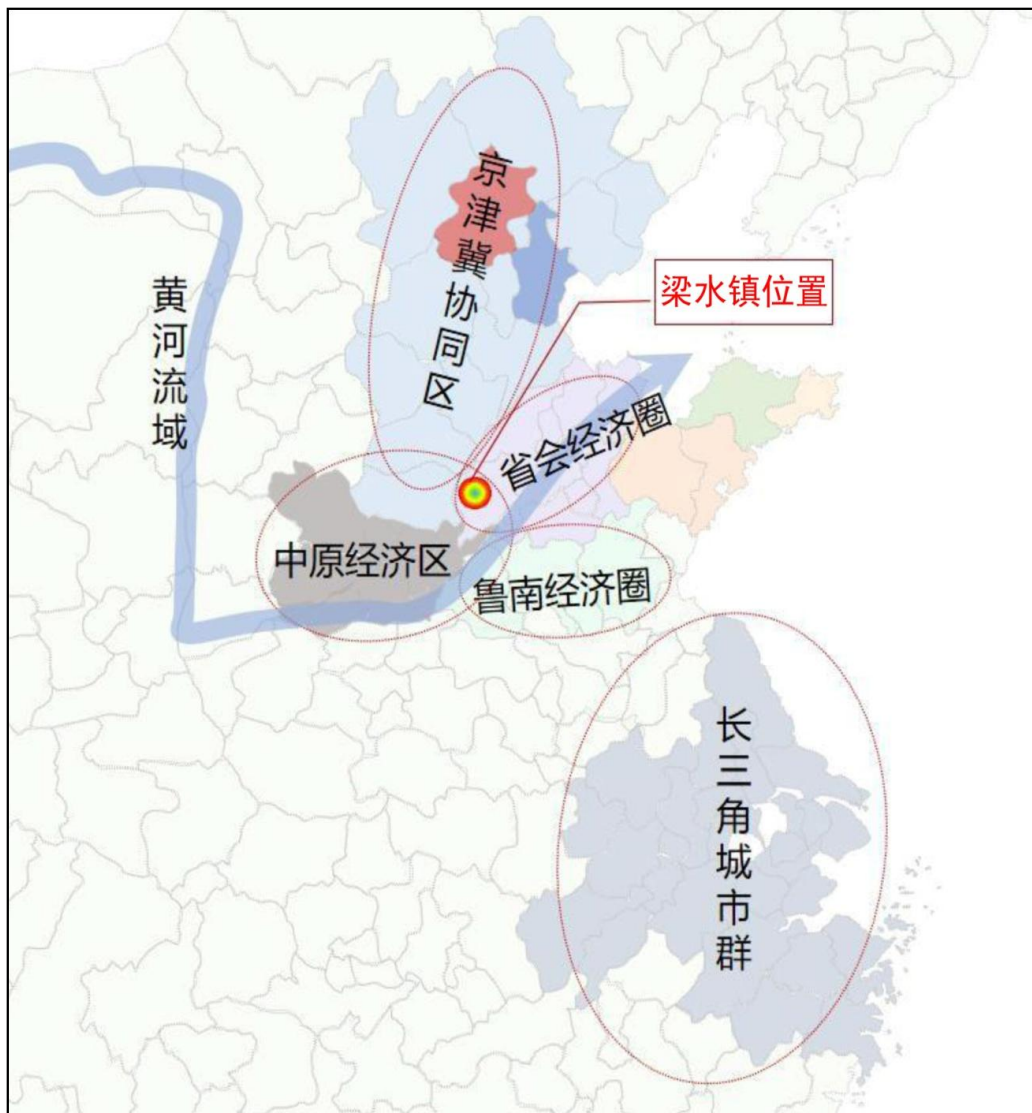 京津冀协同区
梁水镇位置
黄河流域
省会经济圈
中原经济区
鲁南经济圈
长三角城市群